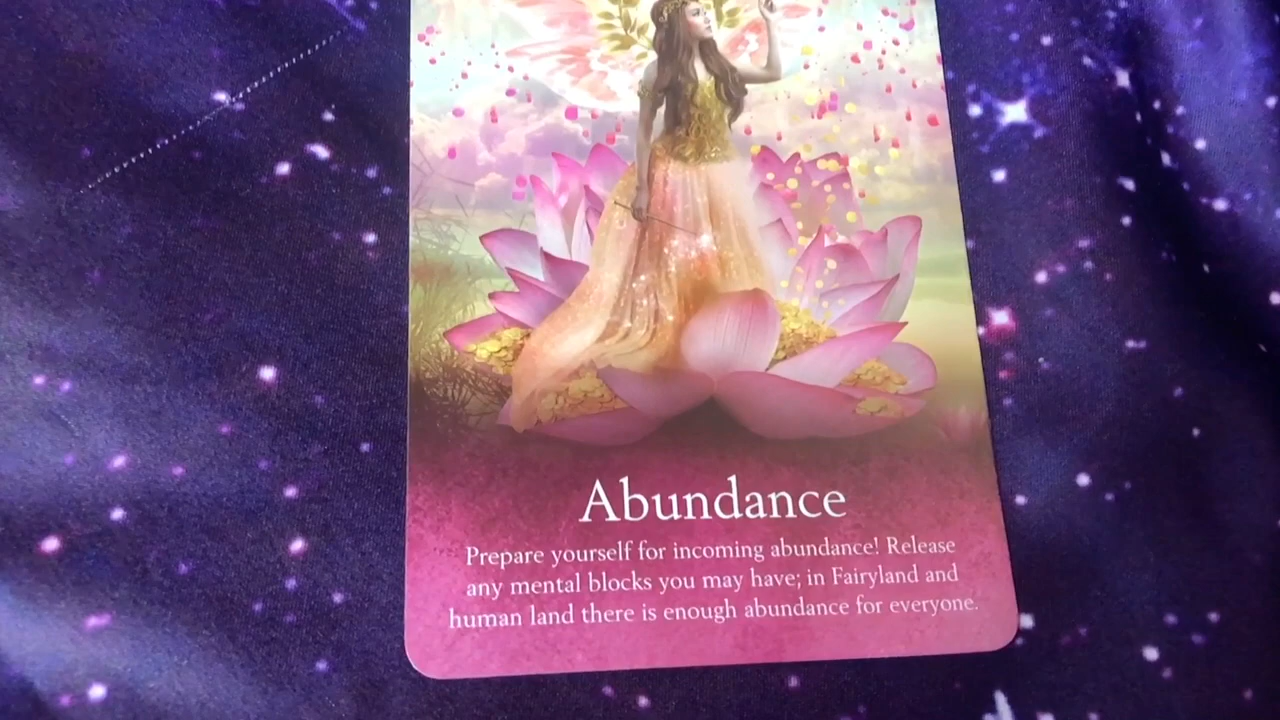 Abundance
Prepare yourself for incoming abundance! Release
any mental blocks you may have; in Fairyland and
human land there is enough abundance for everyone.